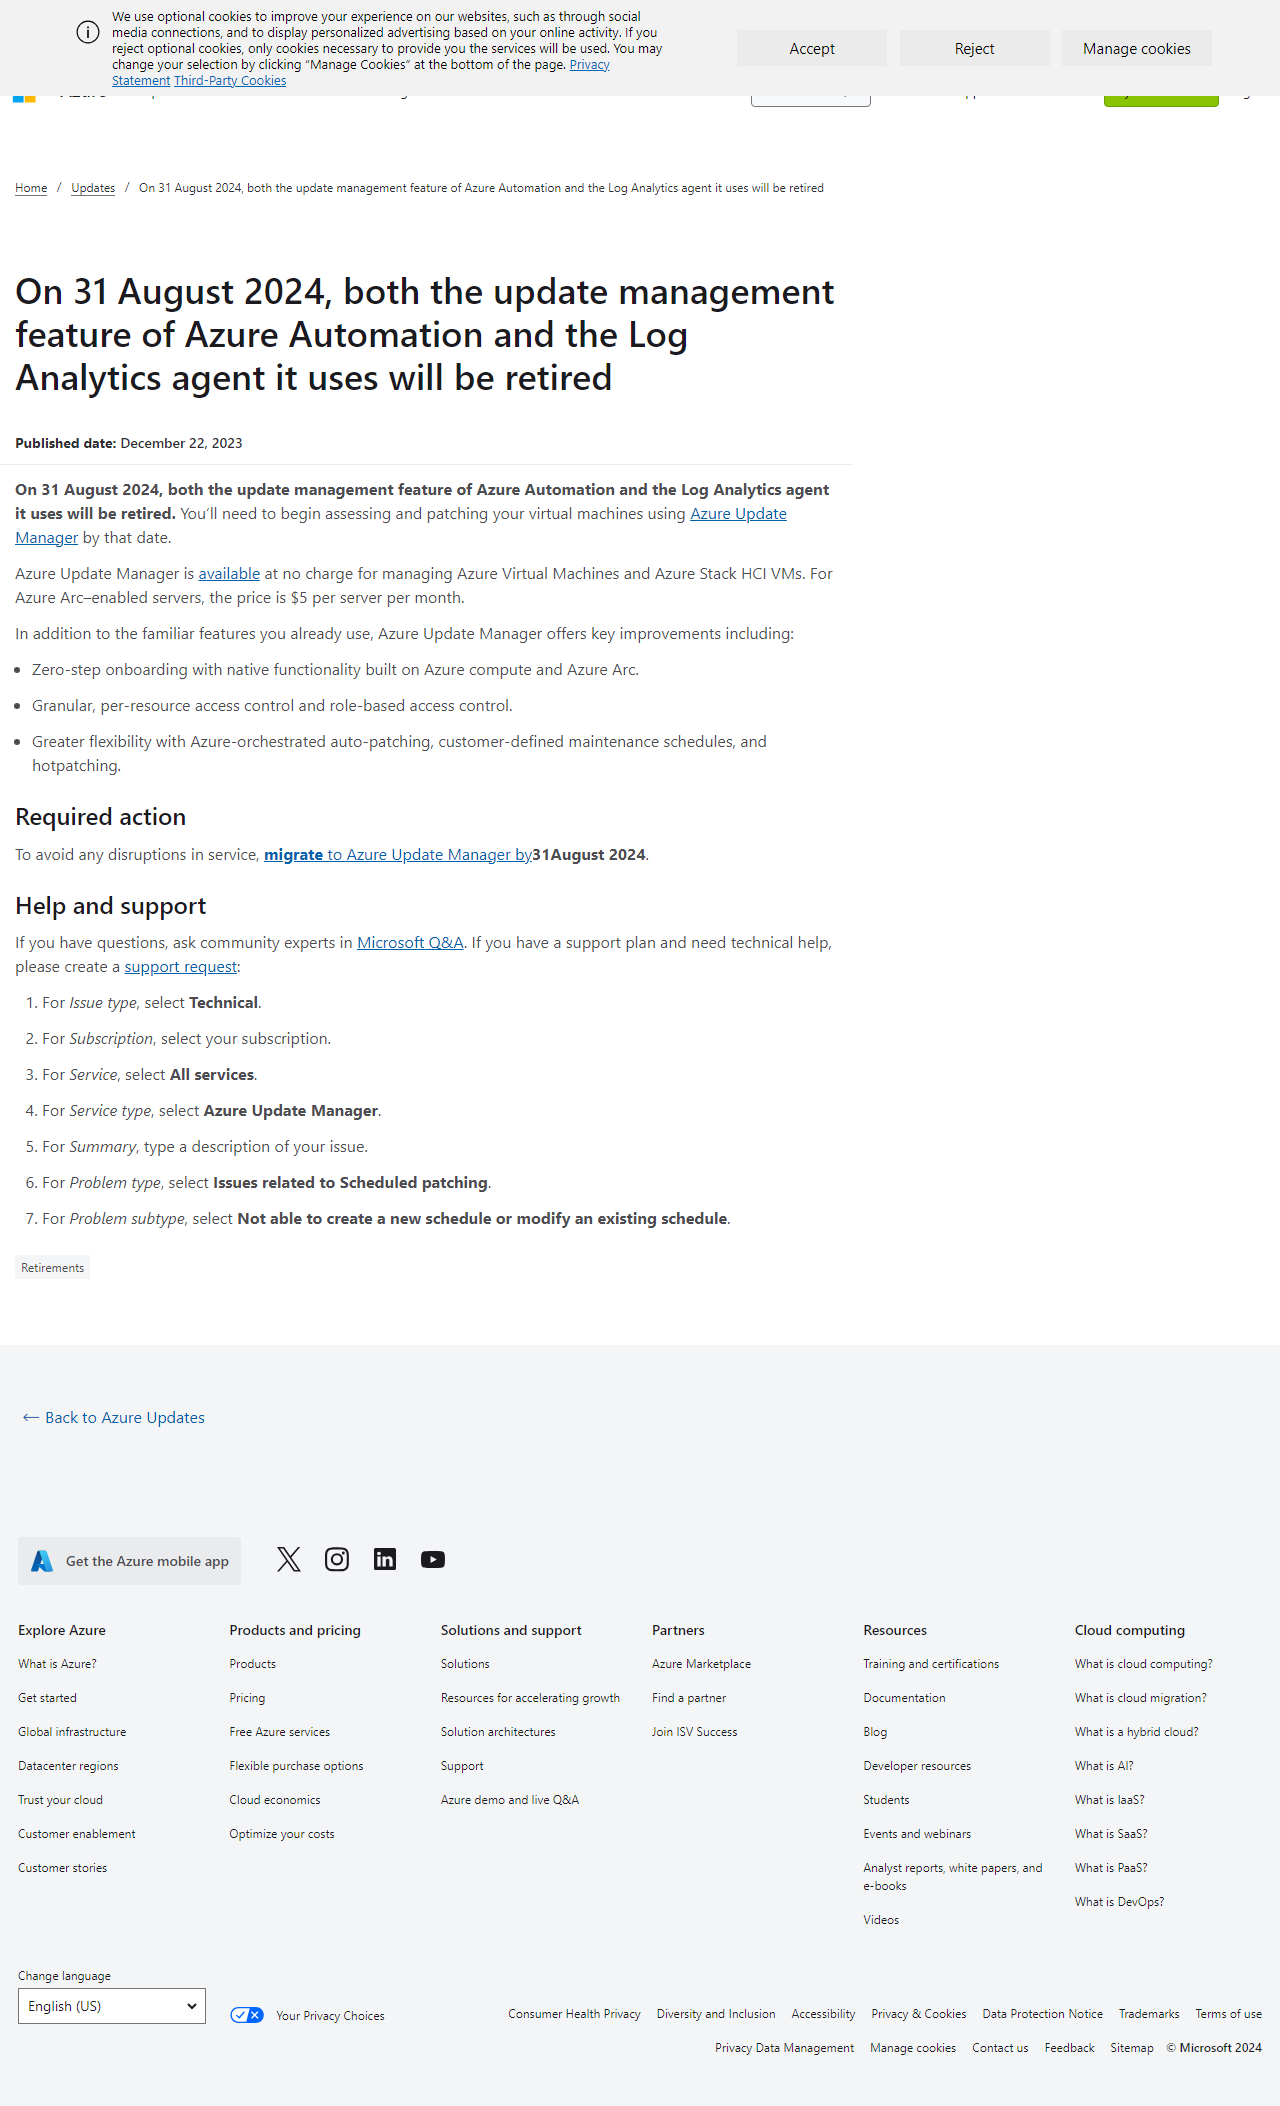 We use optional cookies to improve your experience on our websites, such as through social
media connections, and to display personalized advertising based on your online activity. If you
reject optional cookies, only cookies necessary to provide you the services will be used. You may
change your selection by clicking “Manage Cookies” at the bottom of the page. Privacy
Statement Third-Party Cookies
Accept
Reject
Manage cookies
Home / Updates / On 31 August 2024, both the update management feature of Azure Automation and the Log Analytics agent it uses will be retired
On 31 August 2024, both the update management
feature of Azure Automation and the Log
Analytics agent it uses will be retired
Published date: December 22, 2023
On 31 August 2024, both the update management feature of Azure Automation and the Log Analytics agent
it uses will be retired. You’ll need to begin assessing and patching your virtual machines using Azure Update
Manager by that date.
Azure Update Manager is available at no charge for managing Azure Virtual Machines and Azure Stack HCI VMs. For
Azure Arc–enabled servers, the price is $5 per server per month.
In addition to the familiar features you already use, Azure Update Manager offers key improvements including:
• Zero-step onboarding with native functionality built on Azure compute and Azure Arc.
• Granular, per-resource access control and role-based access control.
• Greater flexibility with Azure-orchestrated auto-patching, customer-defined maintenance schedules, and
hotpatching.
Required action
To avoid any disruptions in service, migrate to Azure Update Manager by31August 2024.
Help and support
If you have questions, ask community experts in Microsoft Q&A. If you have a support plan and need technical help,
please create a support request:
1. For Issue type, select Technical.
2. For Subscription, select your subscription.
3. For Service, select All services.
4. For Service type, select Azure Update Manager.
5. For Summary, type a description of your issue.
6. For Problem type, select Issues related to Scheduled patching.
7. For Problem subtype, select Not able to create a new schedule or modify an existing schedule.
Retirements
Back to Azure Updates
Get the Azure mobile app
Explore Azure
What is Azure?
Get started
Global infrastructure
Datacenter regions
Trust your cloud
Customer enablement
Customer stories
Products and pricing
Products
Pricing
Free Azure services
Flexible purchase options
Cloud economics
Optimize your costs
Solutions and support
Solutions
Resources for accelerating growth
Solution architectures
Support
Azure demo and live Q&A
Partners
Azure Marketplace
Find a partner
Join ISV Success
Resources
Training and certifications
Documentation
Blog
Developer resources
Students
Events and webinars
Analyst reports, white papers, and
e-books
Videos
Cloud computing
What is cloud computing?
What is cloud migration?
What is a hybrid cloud?
What is AI?
What is IaaS?
What is SaaS?
What is PaaS?
What is DevOps?
Change language
English (US)
Your Privacy Choices
Consumer Health Privacy Diversity and Inclusion Accessibility Privacy & Cookies Data Protection Notice Trademarks Terms of use
Privacy Data Management Manage cookies Contact us Feedback Sitemap © Microsoft 2024